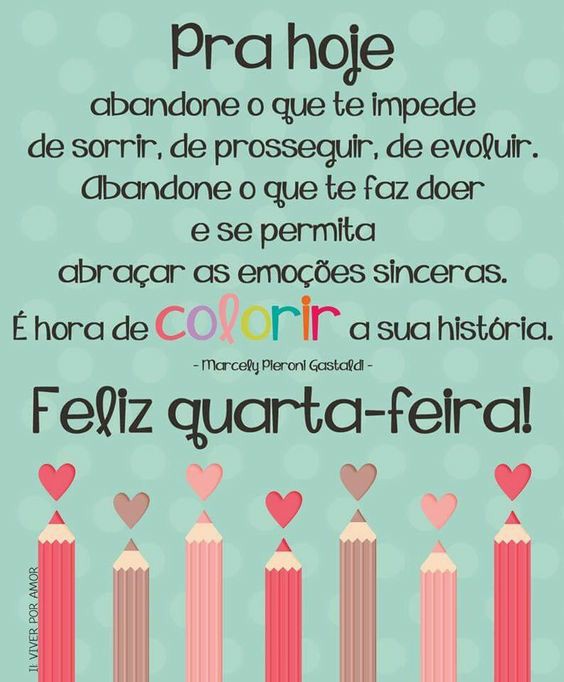 Pra hoje
abandone o que te impede
de sorrir, de prosseguir, de evoluir.
Abandone o que te faz doer
e se permita
abraçar as emoções sinceras.
É hora de colorir a sua história.
- Marcely Pieroni Gastaldi -
Feliz quarta-feira!
VIVER POR AMOR